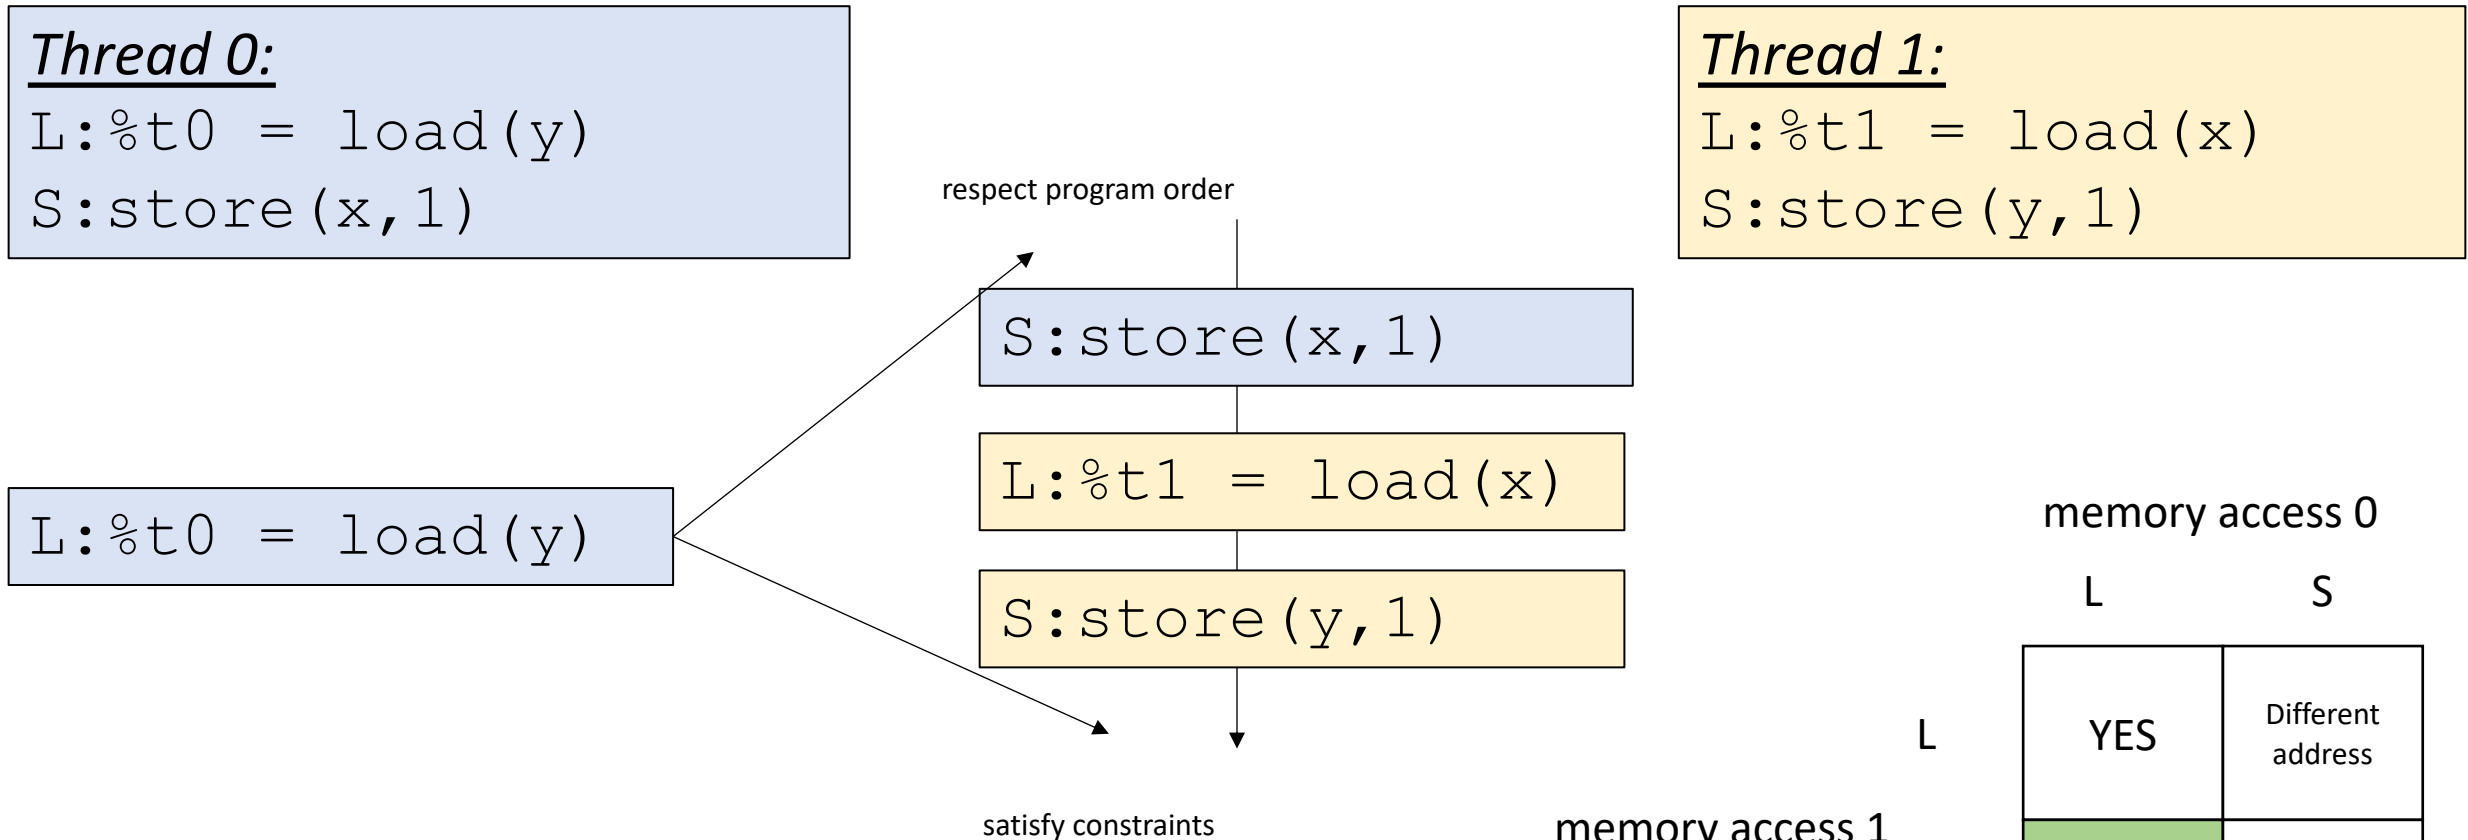 Thread 0:
L:%t0 = load(y)
S:store(x,1)
Thread 1:
L:%t1 = load(x)
S:store(y,1)
respect program order
S:store(x,1)
L:%t1 = load(x)
S:store(y,1)
L:%t0 = load(y)
satisfy constraints
memory access 0
L S
L YES Different
address
memory access 1